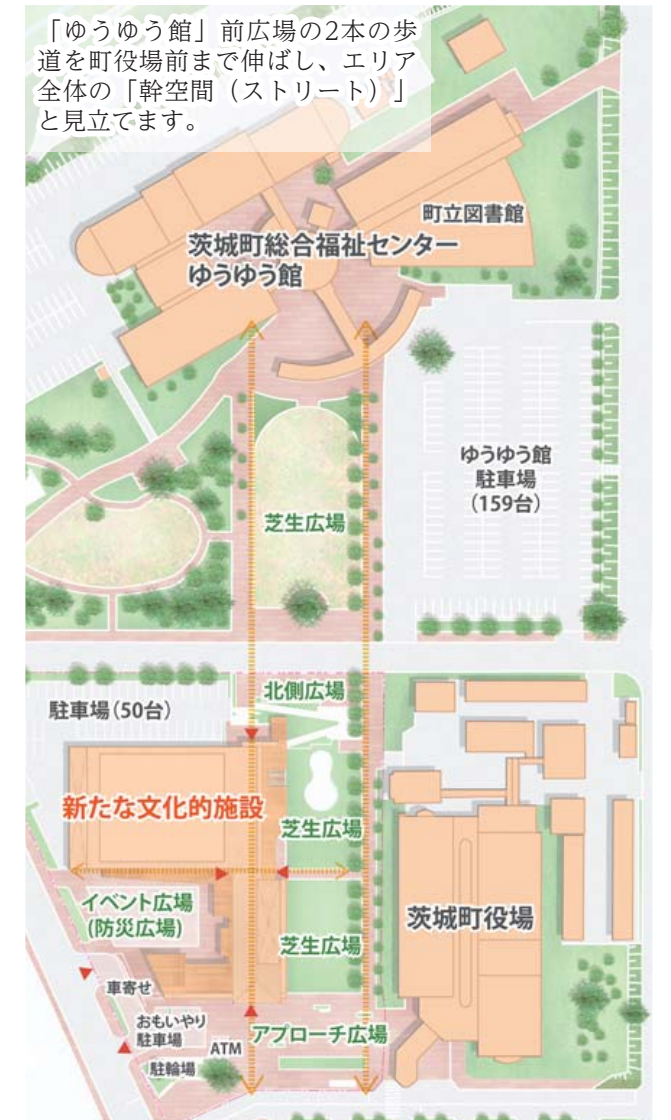 「ゆうゆう館」前広場の2本の歩
道を町役場前まで伸ばし、エリア
全体の「幹空間（ストリート）」
と見立てます。
町立図書館
茨城町総合福祉センター
ゆうゆう館
ゆうゆう館
駐車場
（159台）
芝生広場
北側広場
駐車場（50台）
新たな文化的施設
芝生広場
イベント広場
(防災広場)
芝生広場
茨城町役場
車寄せ
おもいやり
駐車場
ATM
アプローチ広場
駐輪場